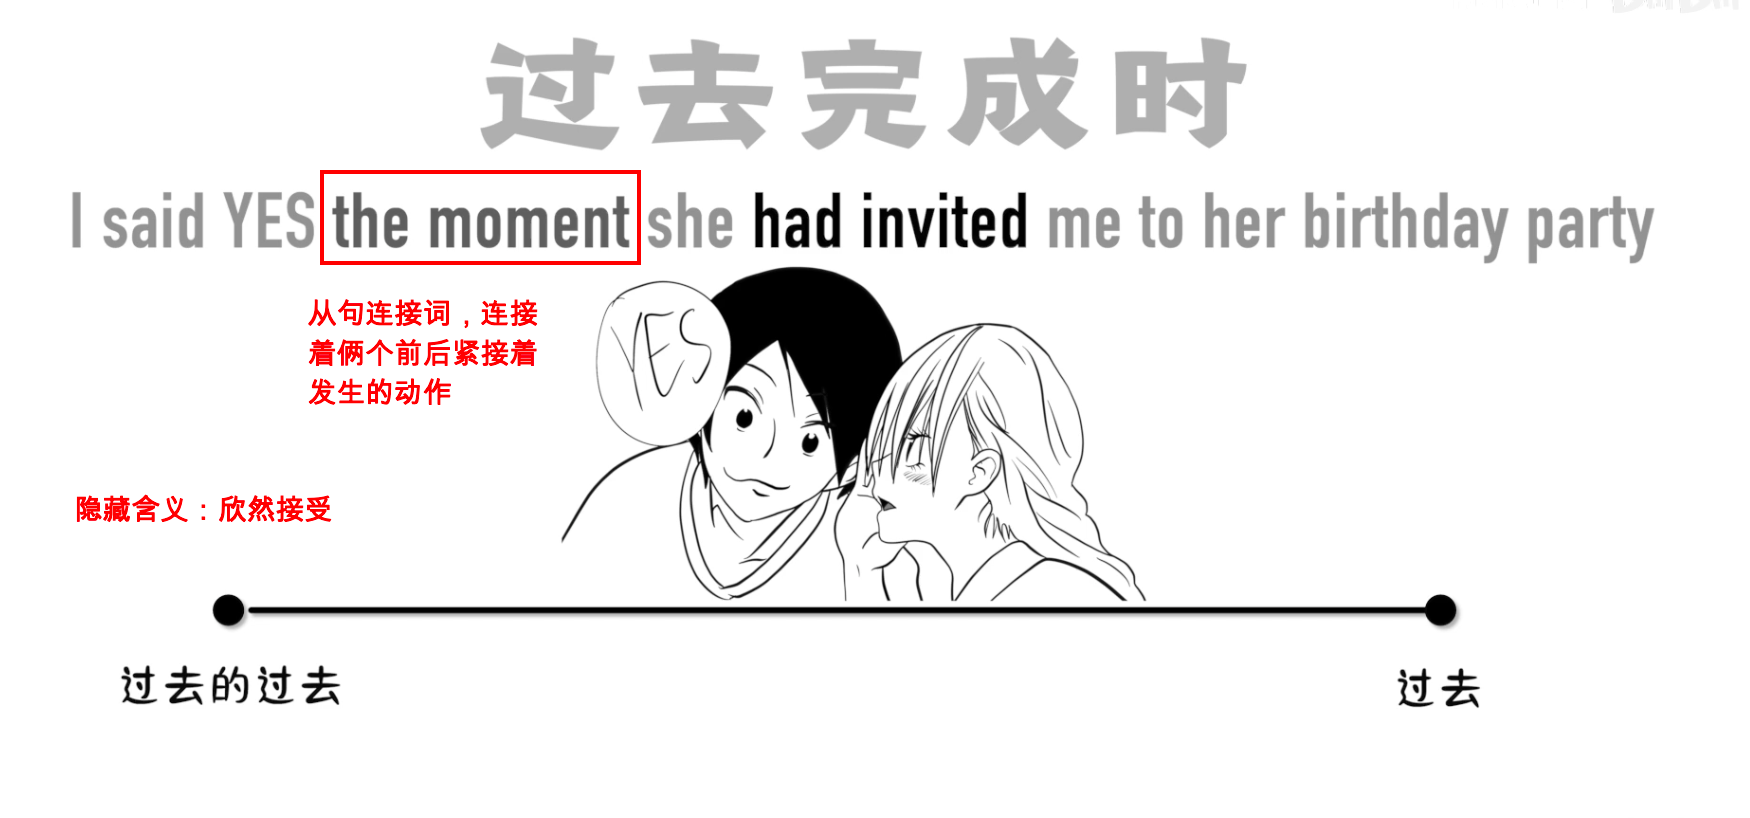 过去完成时
I said YES the moment she had invited me to her birthday party
YES
从句连接词，连接
着俩个前后紧接着
发生的动作
隐藏含义：欣然接受
过去的过去
过去